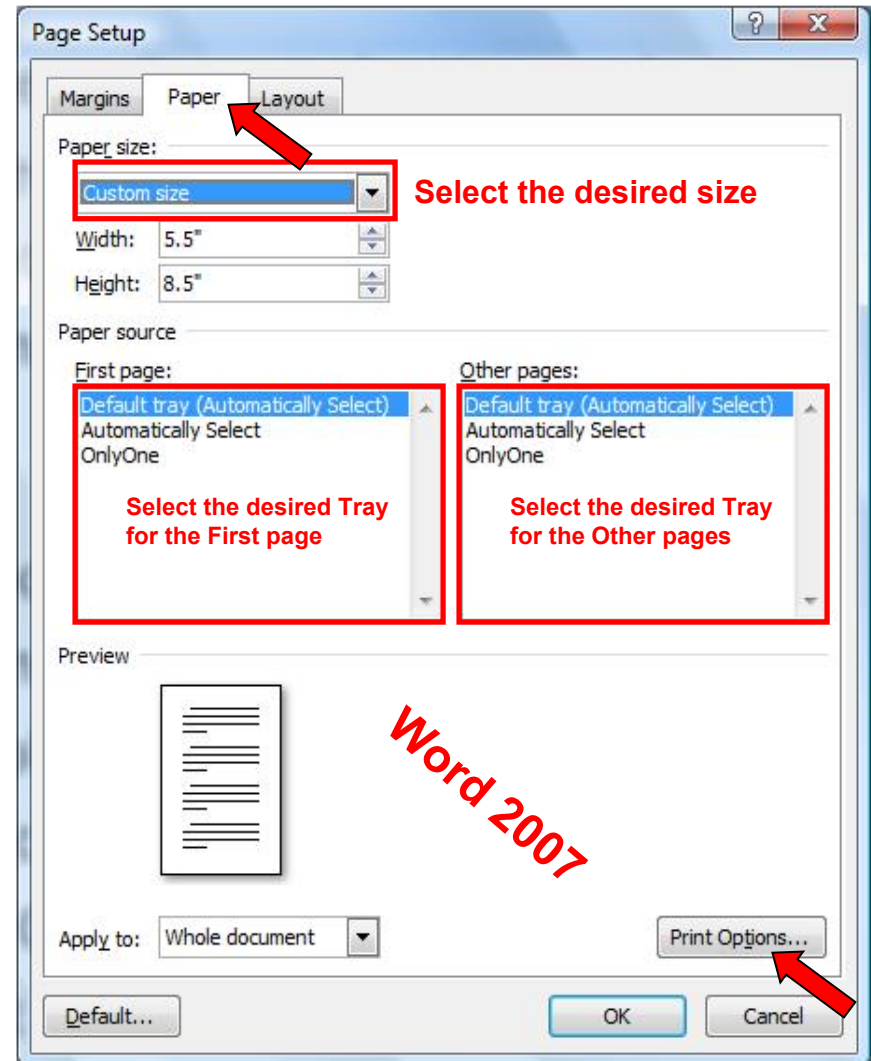 Page Setup
?
X
Margins Paper Layout
Paper size:
Custom size
Select the desired size
Width: 5.5"
Height: 8.5"
Paper source
First page:
Default tray (Automatically Select)
Automatically Select
OnlyOne
Select the desired Tray
for the First page
Other pages:
Default tray (Automatically Select)
Automatically Select
OnlyOne
Select the desired Tray
for the Other pages
Preview
Word 2007
Apply to: Whole document
Print Options...
Default...
OK
Cancel